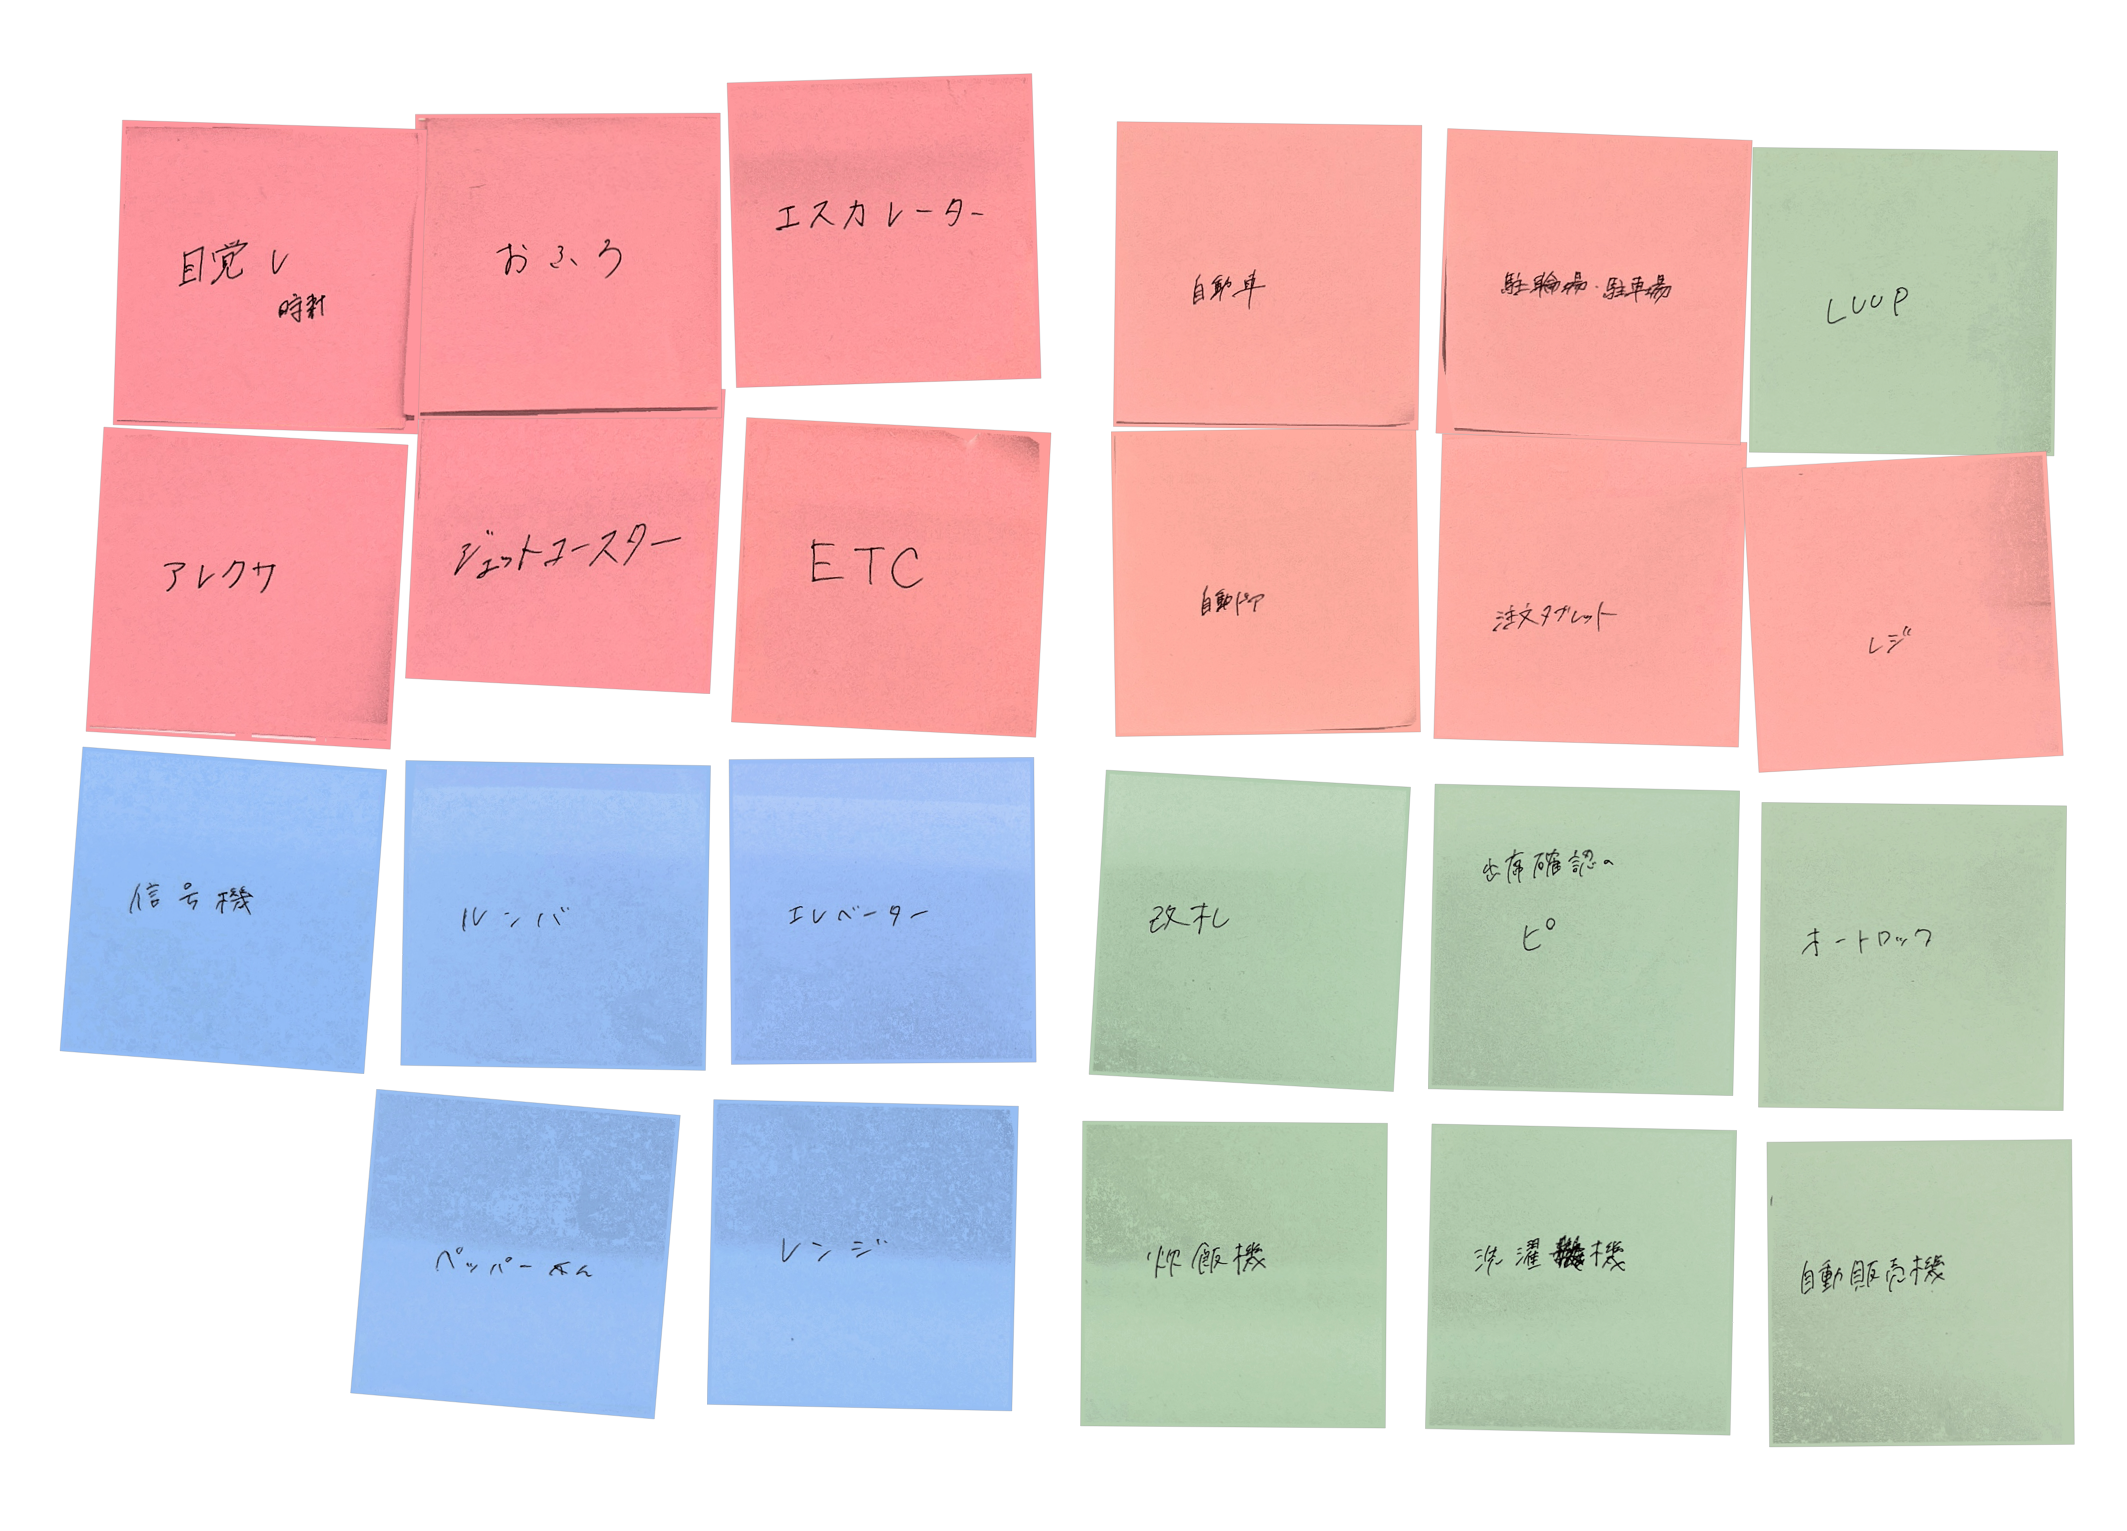 目覚し
時計
おふろ
エスカレーター
アレクサ
ジェットコースター
ETC
信号機
ルンバ
エレベーター
ペッパーくん
レンジ
自動車
駐輪場・駐車場
LUUP
自動ドア
注文タブレット
レジ
改札
出席確認の
ピ
オートロック
炊飯機
洗濯機
自動販売機